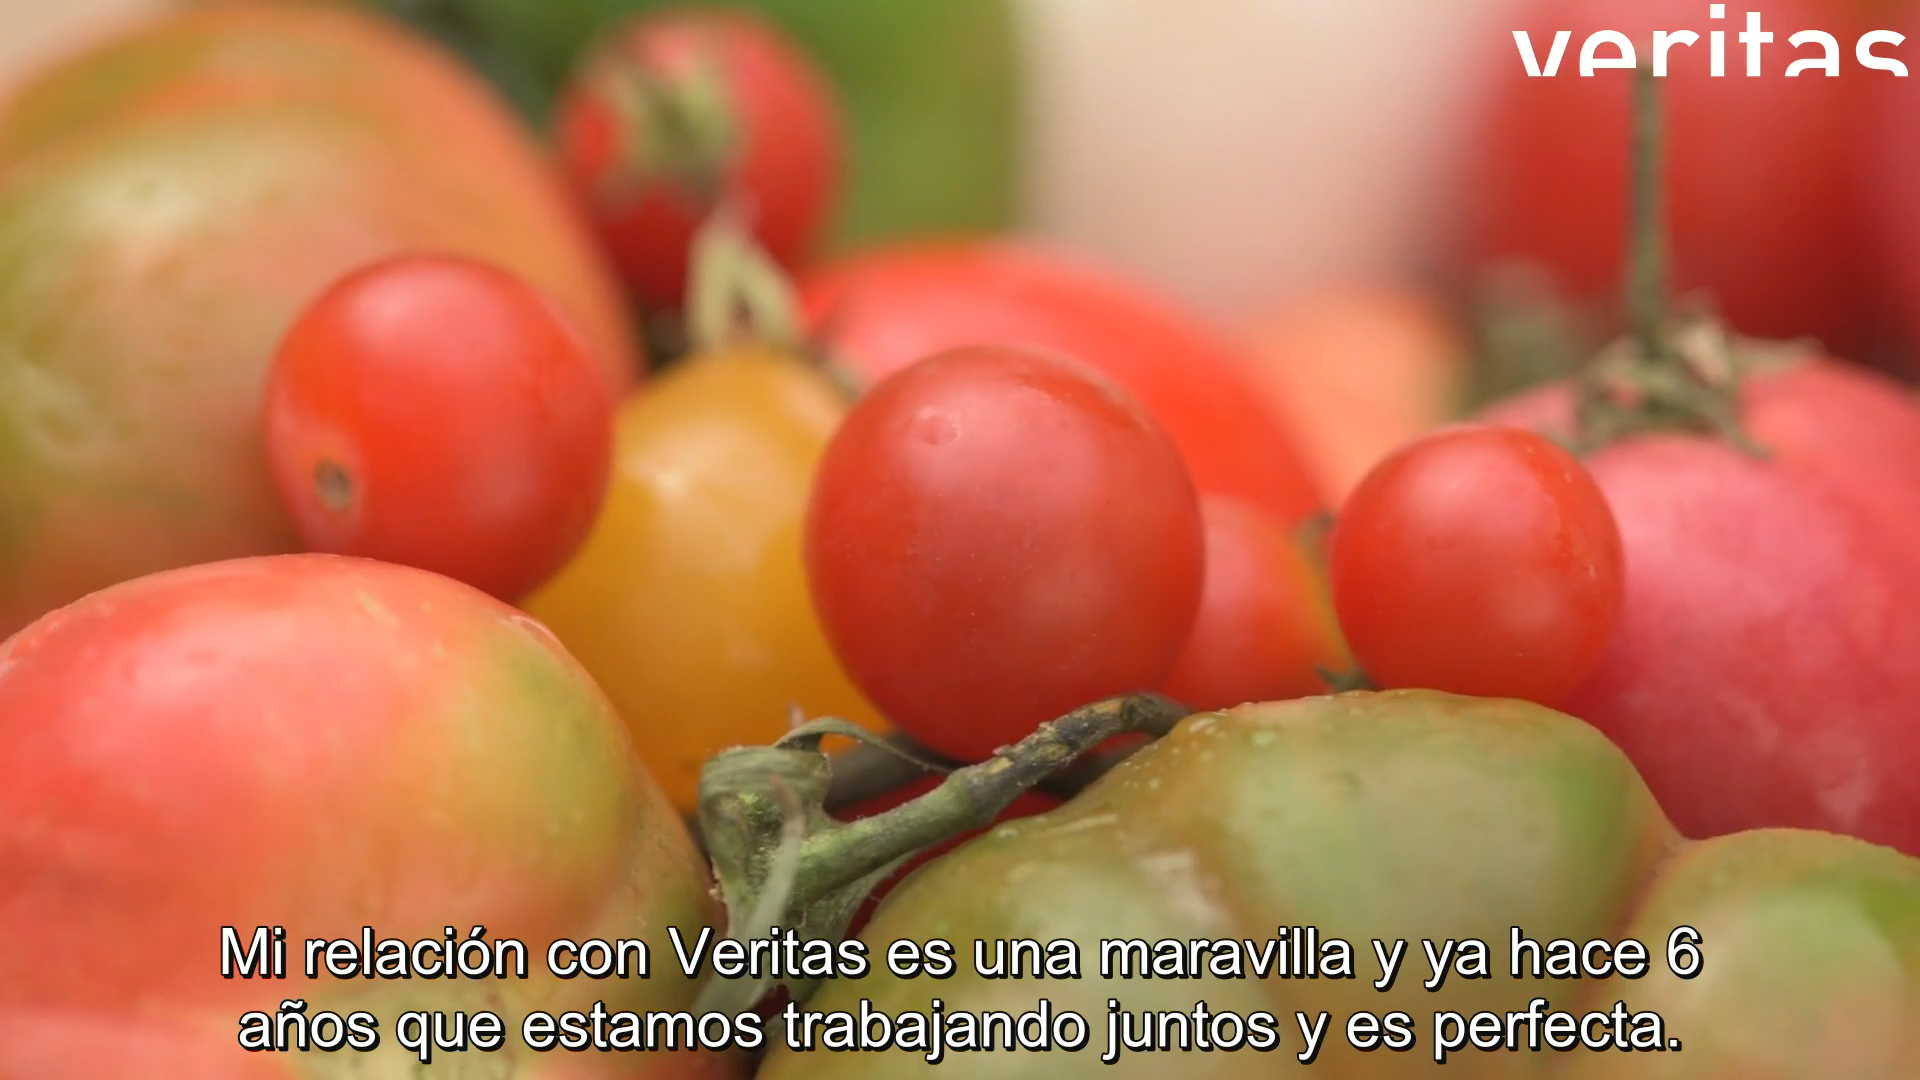 veritas
Mi relación con Veritas es una maravilla y ya hace 6
años que estamos trabajando juntos y es perfecta.